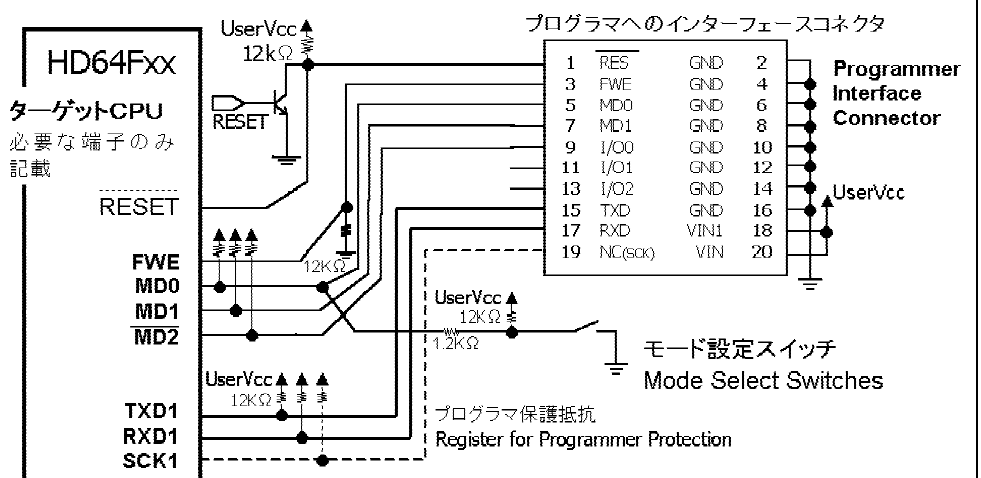 プログラマへのインターフェースコネクタ
UserVcc
12kΩ
HD64Fxx
ターゲットCPU
必要な端子のみ
記載
RESET
1 RES GND 2
3 FWE GND 4
5 MD0 GND 6
7 MD1 GND 8
9 I/O0 GND 10
11 I/O1 GND 12
13 I/O2 GND 14
15 TXD GND 16
17 RXD VIN1 18
19 NC(SCK) VIN 20
Programmer
Interface
Connector
UserVcc
RESET
12KΩ
FWE
MD0
MD1
MD2
UserVcc
12KΩ
1.2KΩ
モード設定スイッチ
Mode Select Switches
UserVcc
12KΩ
TXD1
RXD1
SCK1
プログラマ保護抵抗
Register for Programmer Protection